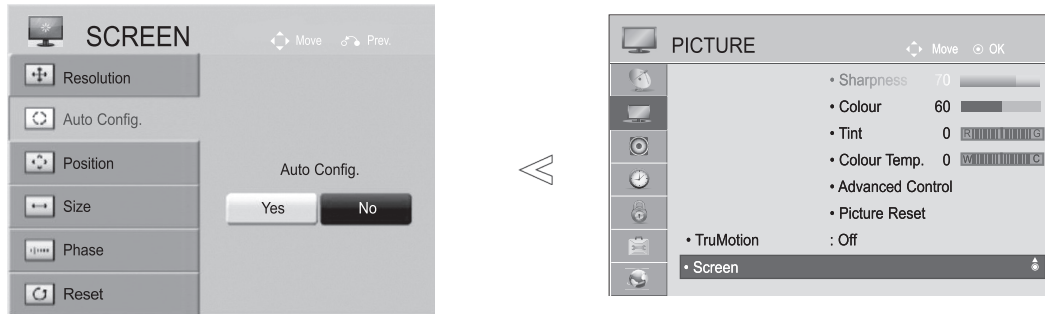 SCREEN
Move Prev.
Resolution
Auto Config.
Position
Size
Phase
Reset
Auto Config.
Yes No
PICTURE
Move OK
• Sharpness 70
• Colour 60
• Tint 0 R G
• Colour Temp. 0 W C
• Advanced Control
• Picture Reset
• TruMotion : Off
• Screen